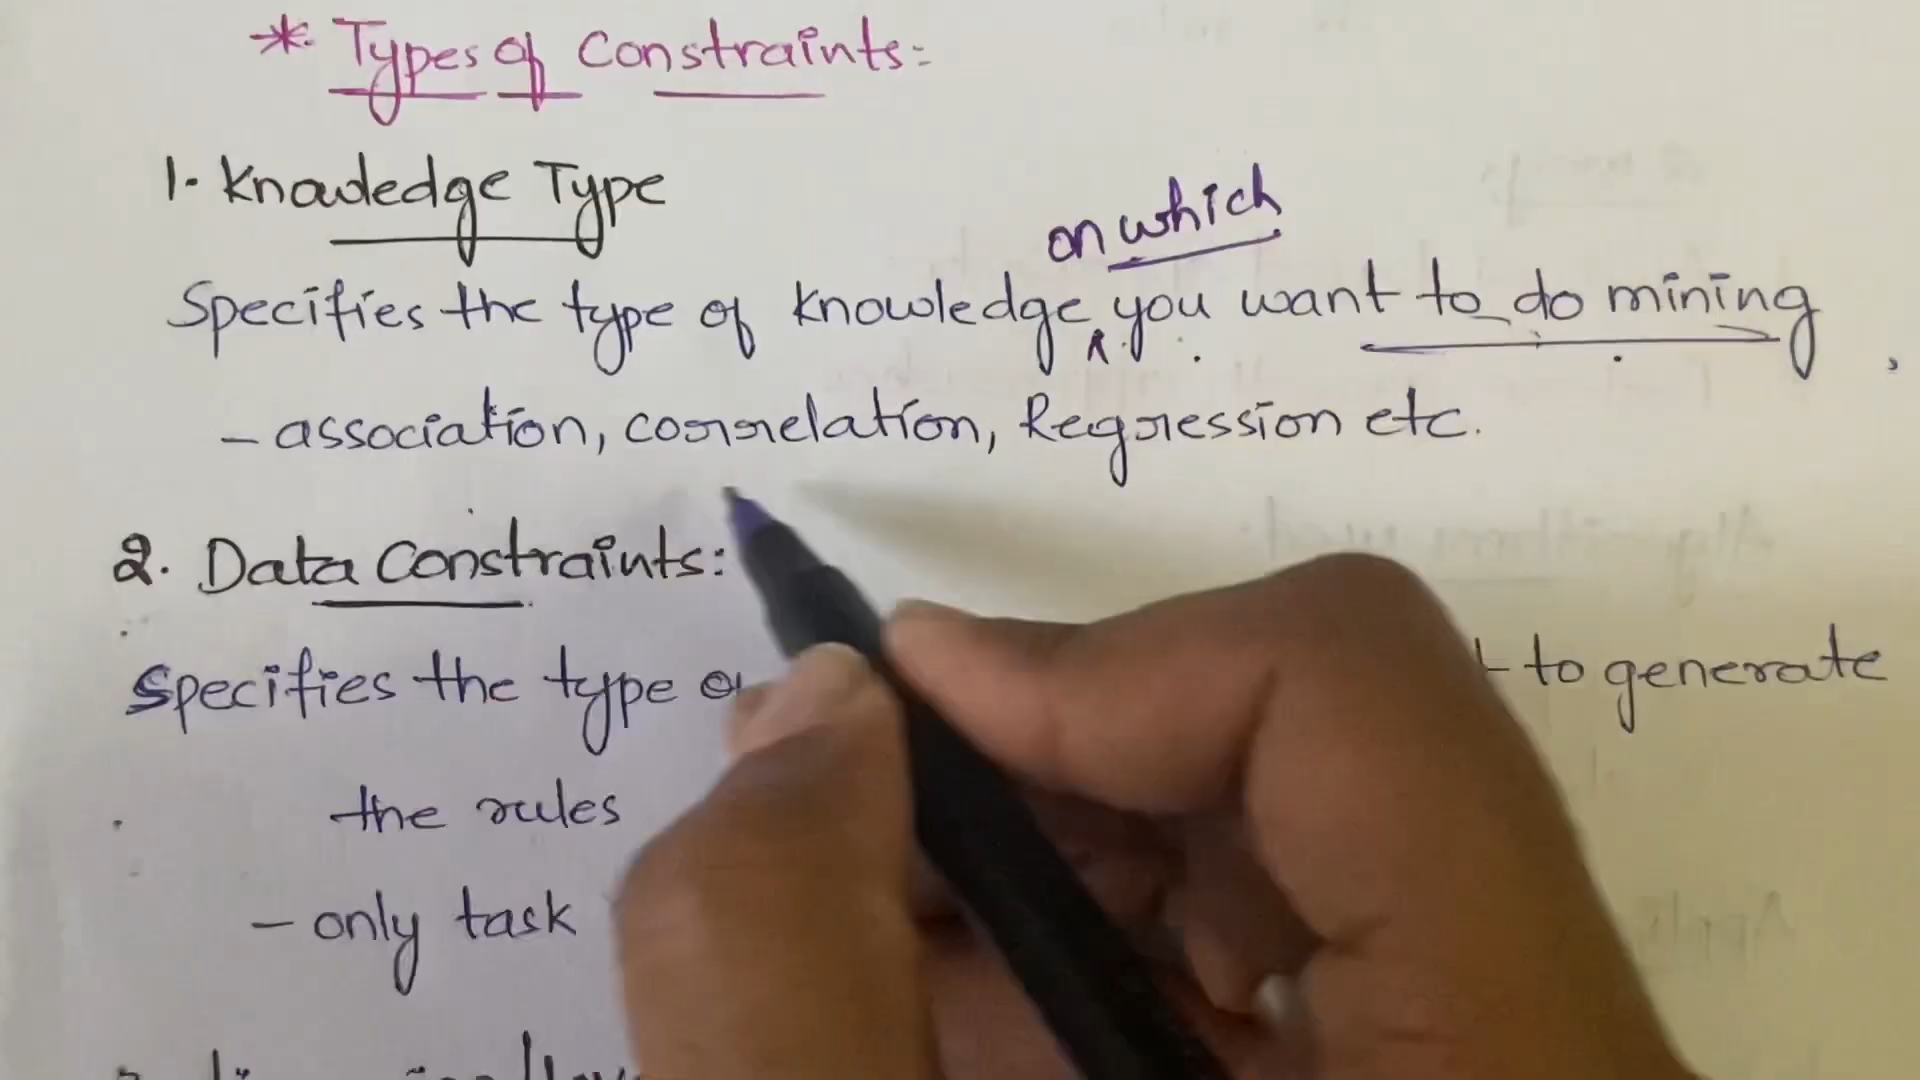 * Types of Constraints:
1. Knowledge Type
on which
Specifies the type of knowledge you want to do mining,
- association, correlation, Regression etc.
2. Data Constraints:
Specifies the type to generate
the rules
- only task